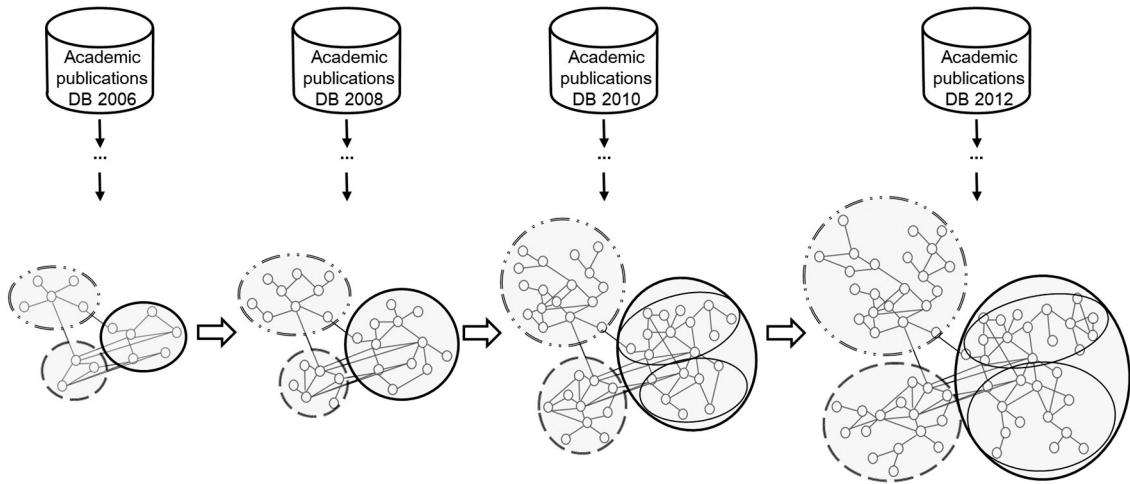 Academic
publications
DB 2006
...
Academic
publications
DB 2008
...
Academic
publications
DB 2010
...
Academic
publications
DB 2012
...